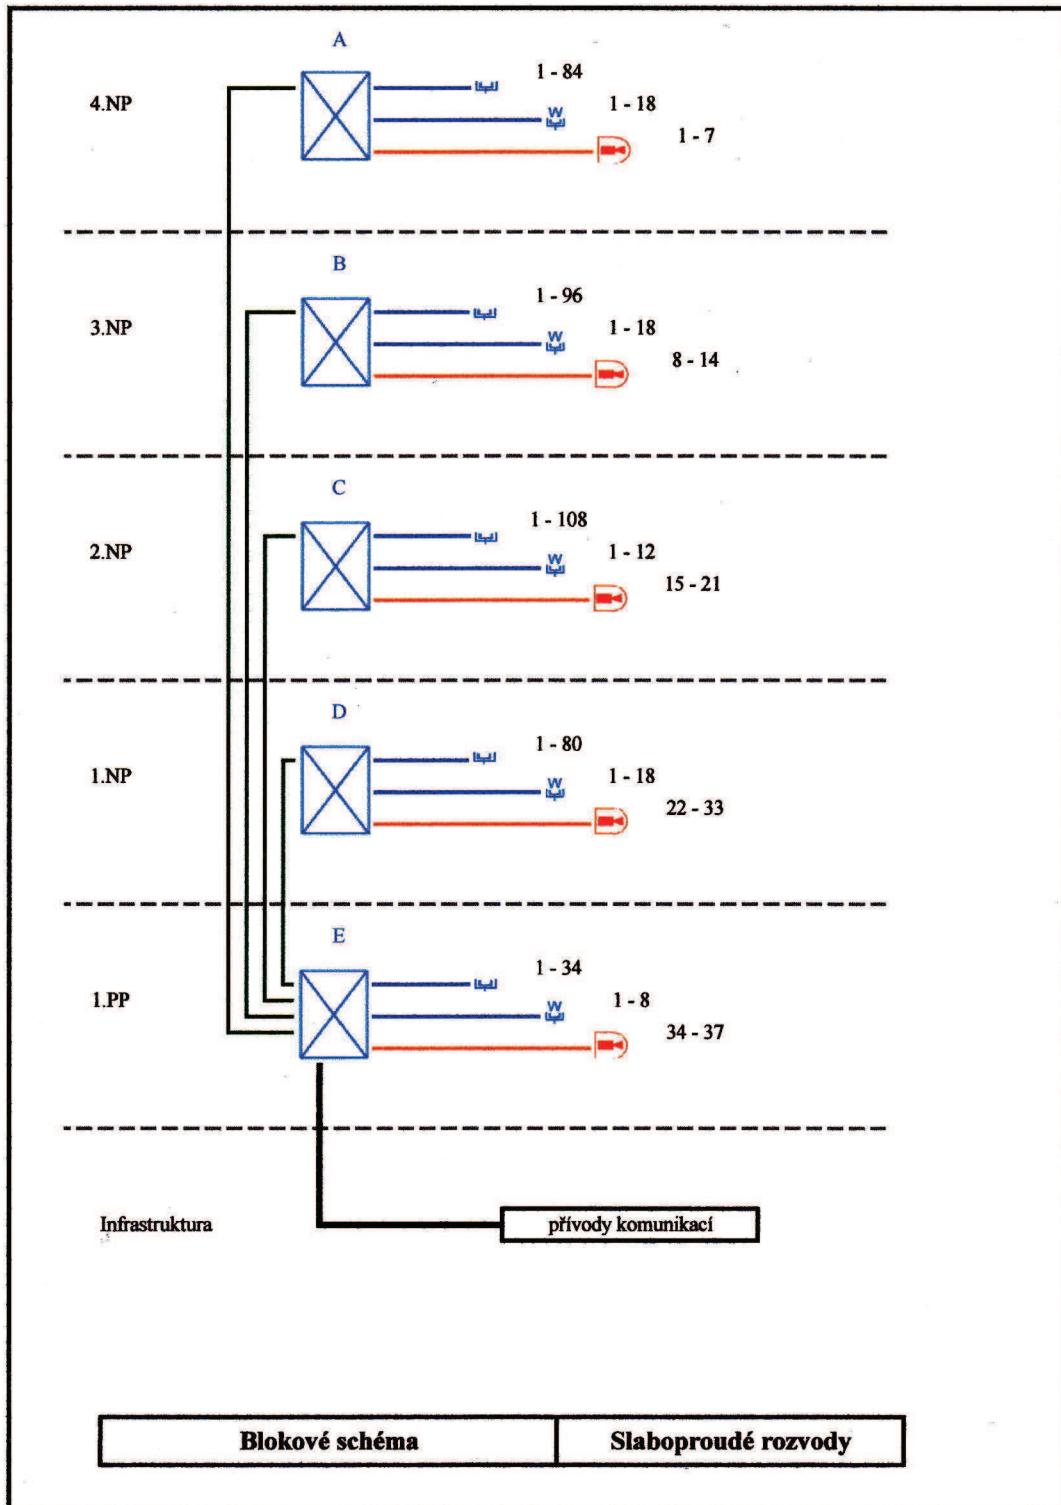 A
1 - 84
4.NP
W
1 - 18
1 - 7
B
1 - 96
3.NP
W
1 - 18
8 - 14
C
1 - 108
2.NP
W
1 - 12
15 - 21
D
1 - 80
1.NP
W
1 - 18
22 - 33
E
1 - 34
1.PP
W
1 - 8
34 - 37
Infrastruktura
přívody komunikací
Blokové schéma
Slaboproudé rozvody